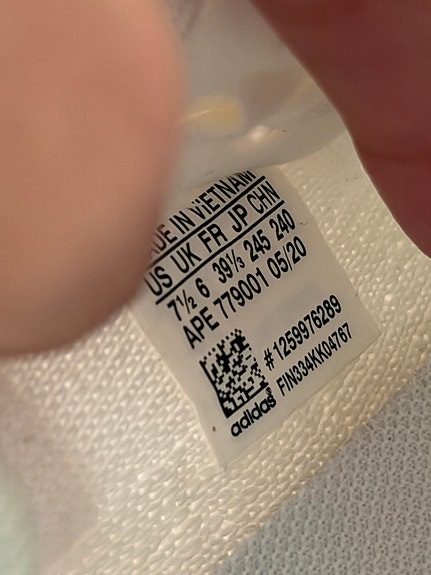 DE IN VIETNAM
US UK FR JP CHN
7½ 6 39⅓ 245 240
APE 779001 05/20
#1259976289
FIN334KK04767
adidas